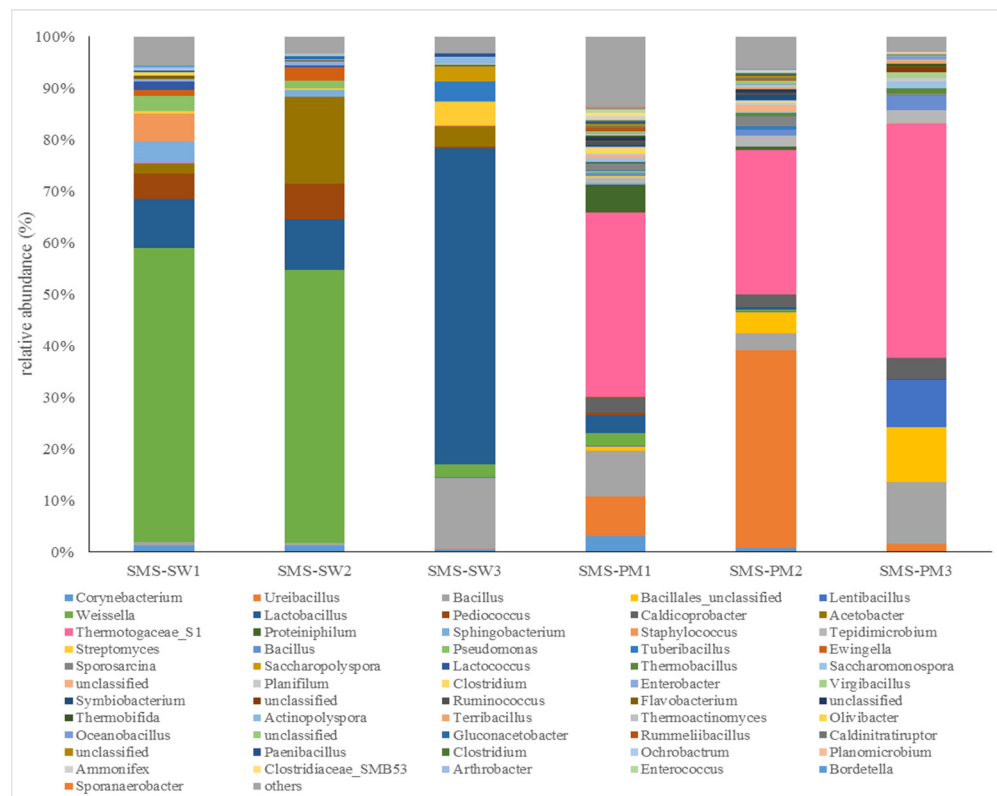 100%
90%
80%
70%
60%
50%
40%
30%
20%
10%
0%
relative abundance (%)
SMS-SW1 SMS-SW2 SMS-SW3 SMS-PM1 SMS-PM2 SMS-PM3
Corynebacterium Ureibacillus Bacillus Bacillales_unclassified Lentibacillus
Weissella Lactobacillus Pediococcus Caldicoprobacter Acetobacter
Thermotogaceae_S1 Proteiniphilum Sphingobacterium Staphylococcus Tepidimicrobium
Streptomyces Bacillus Pseudomonas Tuberibacillus Ewingella
Sporosarcina Saccharopolyspora Lactococcus Thermobacillus Saccharomonospora
unclassified Planifilum Clostridium Enterobacter Virgibacillus
Symbiobacterium unclassified Ruminococcus Flavobacterium unclassified
Thermobifida Actinopolyspora Terribacillus Thermoactinomyces Olivibacter
Oceanobacillus unclassified Gluconacetobacter Rummeliibacillus Caldinitratiruptor
unclassified Paenibacillus Clostridium Ochrobactrum Planomicrobium
Ammonifex Clostridiaceae_SMB53 Arthrobacter Enterococcus Bordetella
Sporanaerobacter others